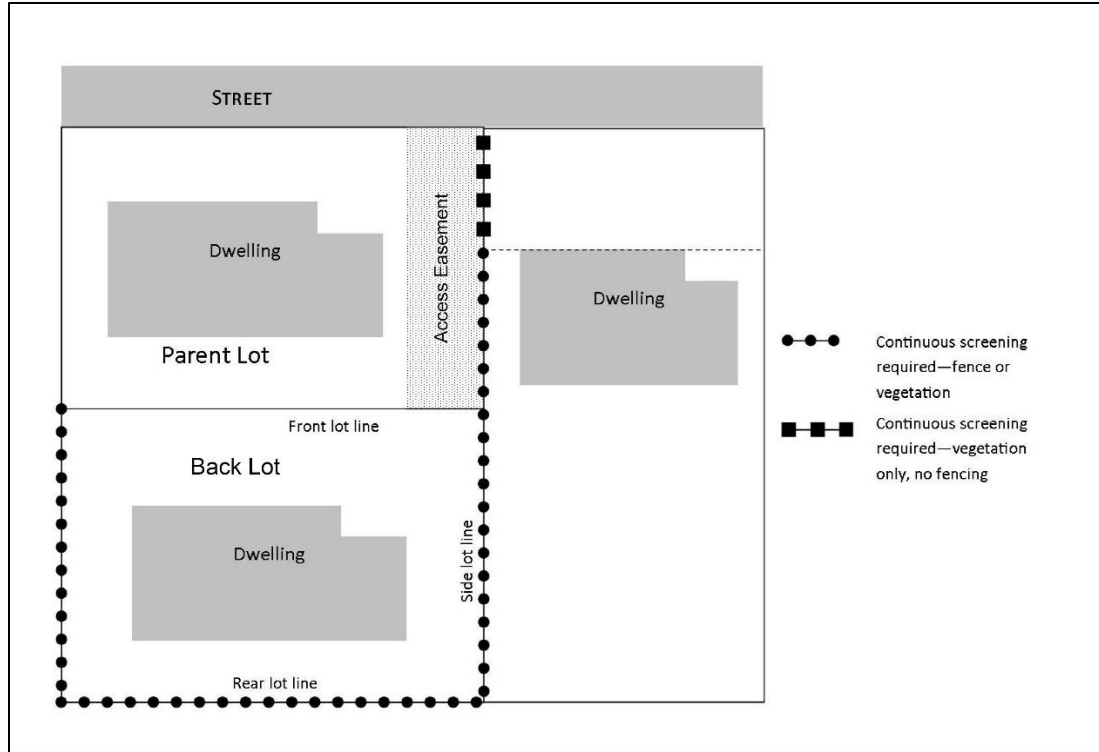 STREET
Access Easement
Dwelling
Dwelling
Parent Lot
Front lot line
Back Lot
Dwelling
Side lot line
Rear lot line
Continuous screening
required—fence or
vegetation
Continuous screening
required—vegetation
only, no fencing